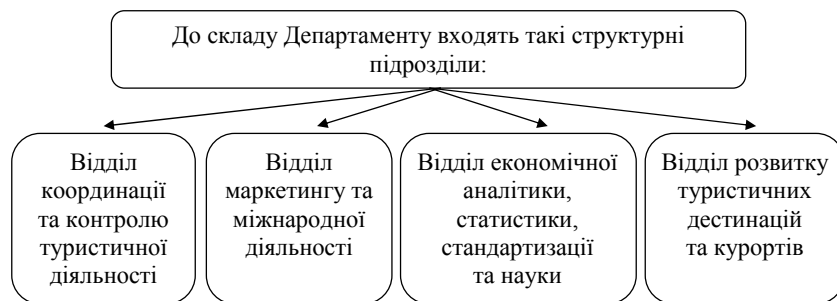 До складу Департаменту входять такі структурні
підрозділи:
Відділ
координації
та контролю
туристичної
діяльності
Відділ
маркетингу та
міжнародної
діяльності
Відділ економічної
аналітики,
статистики,
стандартизації
та науки
Відділ розвитку
туристичних
дестинацій
та курортів